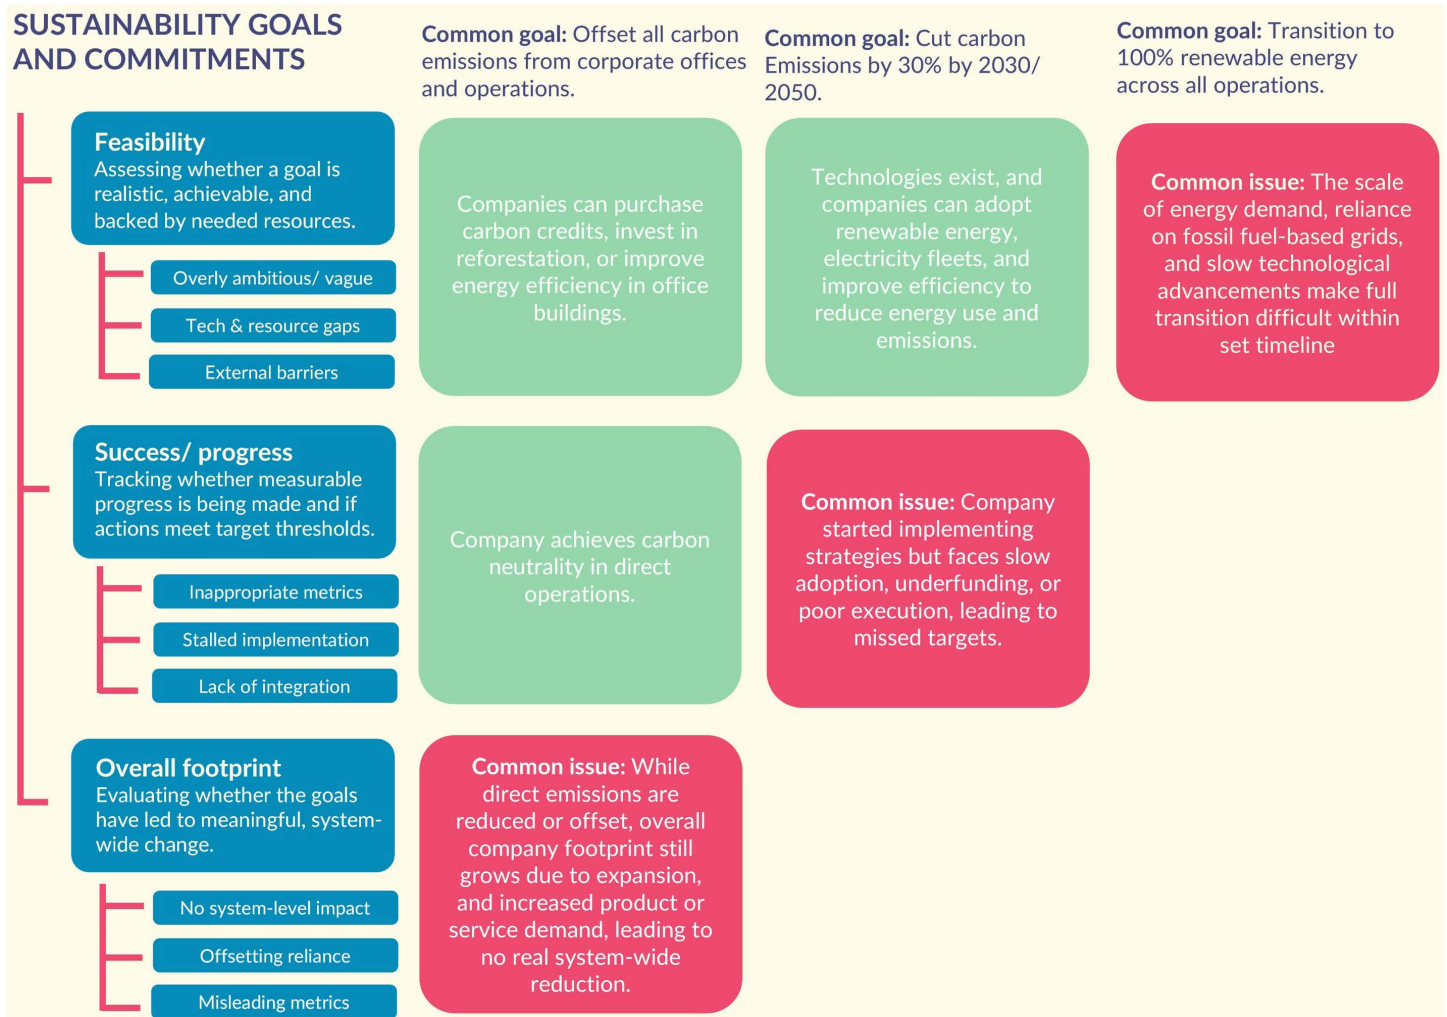 SUSTAINABILITY GOALS
AND COMMITMENTS
Common goal: Offset all carbon
emissions from corporate offices
and operations.
Common goal: Cut carbon
Emissions by 30% by 2030/
2050.
Common goal: Transition to
100% renewable energy
across all operations.
Feasibility
Assessing whether a goal is
realistic, achievable, and
backed by needed resources.
Overly ambitious/ vague
Tech & resource gaps
External barriers
Companies can purchase
carbon credits, invest in
reforestation, or improve
energy efficiency in office
buildings.
Technologies exist, and
companies can adopt
renewable energy,
electricity fleets, and
improve efficiency to
reduce energy use and
emissions.
Common issue: The scale
of energy demand, reliance
on fossil fuel-based grids,
and slow technological
advancements make full
transition difficult within
set timeline
Success/ progress
Tracking whether measurable
progress is being made and if
actions meet target thresholds.
Inappropriate metrics
Stalled implementation
Lack of integration
Company achieves carbon
neutrality in direct
operations.
Common issue: Company
started implementing
strategies but faces slow
adoption, underfunding, or
poor execution, leading to
missed targets.
Overall footprint
Evaluating whether the goals
have led to meaningful, system-
wide change.
No system-level impact
Offsetting reliance
Misleading metrics
Common issue: While
direct emissions are
reduced or offset, overall
company footprint still
grows due to expansion,
and increased product or
service demand, leading to
no real system-wide
reduction.